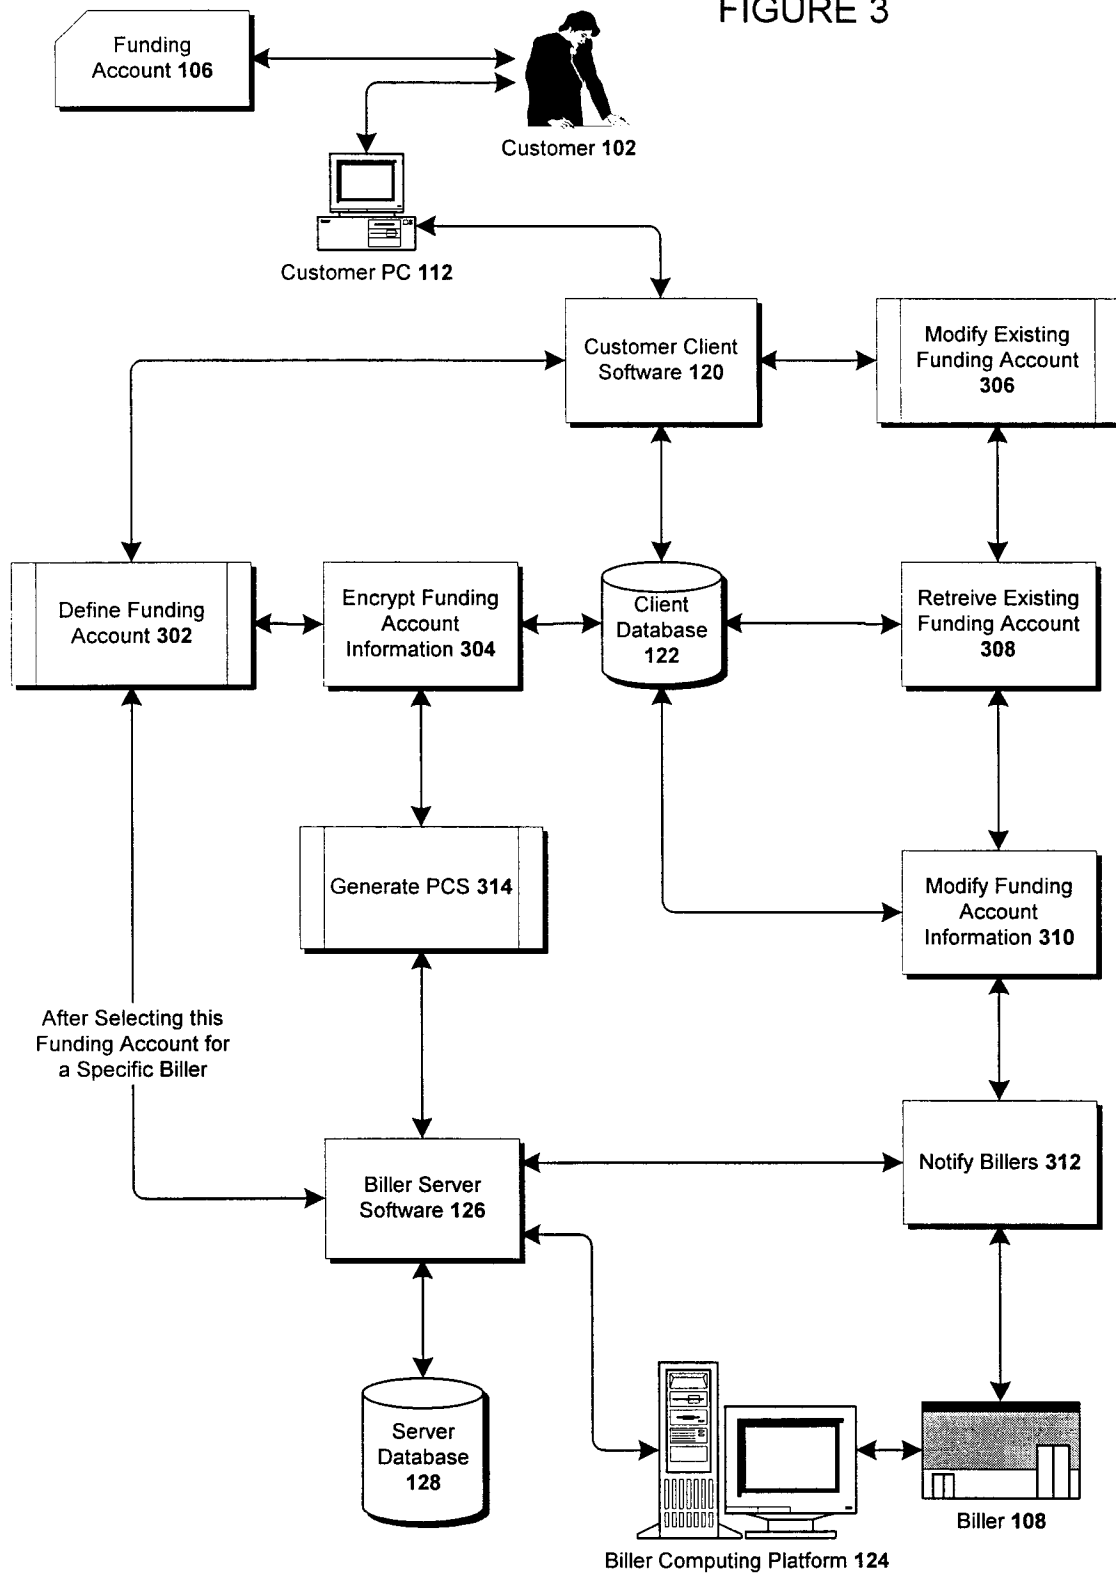 FIGURE 3
Funding
Account 106
Customer 102
Customer PC 112
Customer Client
Software 120
Modify Existing
Funding Account
306
Define Funding
Account 302
Encrypt Funding
Account
Information 304
Client
Database
122
Retreive Existing
Funding Account
308
Generate PCS 314
Modify Funding
Account
Information 310
After Selecting this
Funding Account for
a Specific Biller
Biller Server
Software 126
Notify Billers 312
Server
Database
128
Biller 108
Biller Computing Platform 124